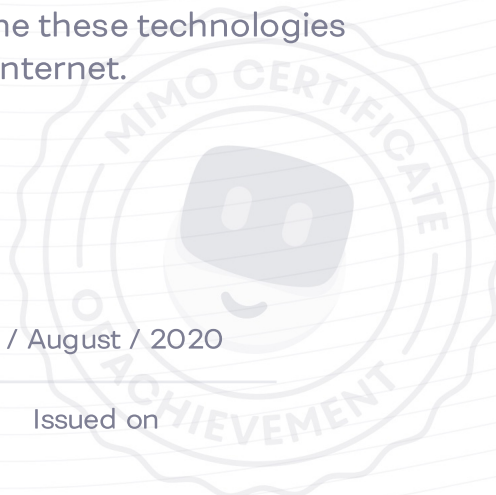 ne these technologies
nternet.
MIMO CERTIFICATE
OF ACHIEVEMENT
/ August / 2020
Issued on